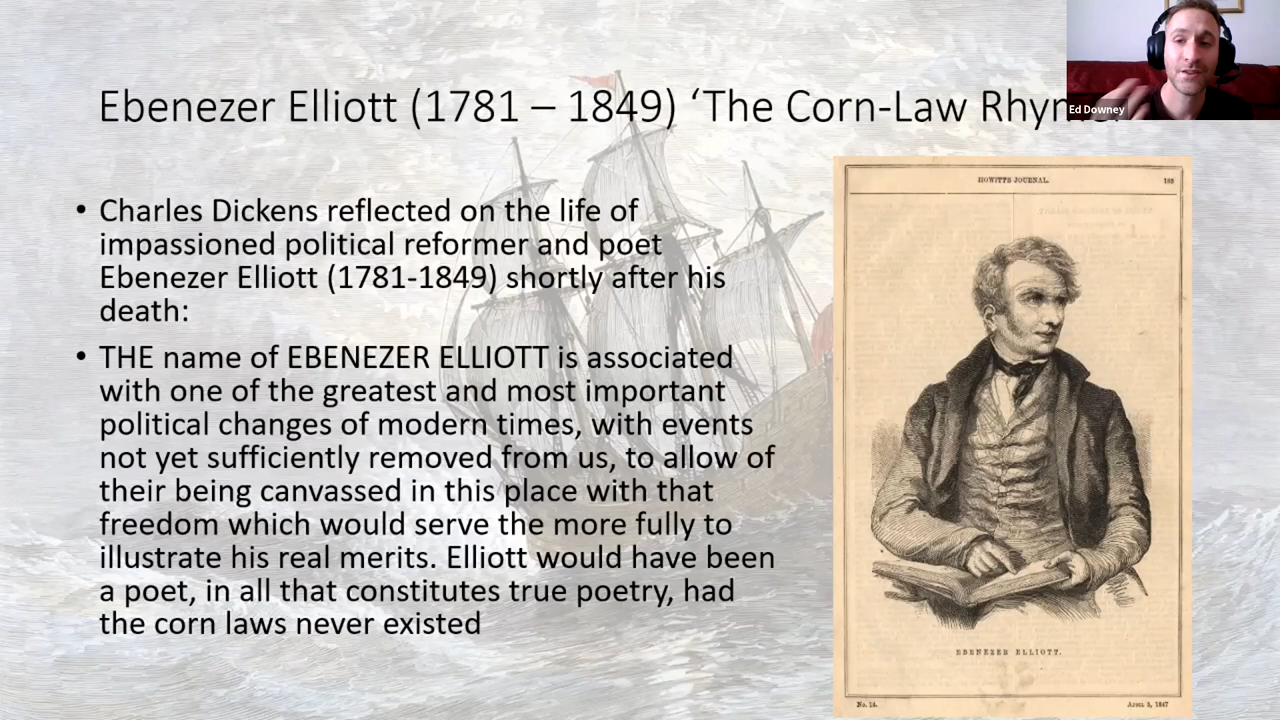 Ebenezer Elliott (1781 – 1849) ‘The Corn-Law
Ed Downey
• Charles Dickens reflected on the life of
impassioned political reformer and poet
Ebenezer Elliott (1781-1849) shortly after his
death:
• THE name of EBENEZER ELLIOTT is associated
with one of the greatest and most important
political changes of modern times, with events
not yet sufficiently removed from us, to allow of
their being canvassed in this place with that
freedom which would serve the more fully to
illustrate his real merits. Elliott would have been
a poet, in all that constitutes true poetry, had
the corn laws never existed
HOWITT'S JOURNAL.
185
EBENEZER ELLIOTT.
No. 14.
April 3, 1847